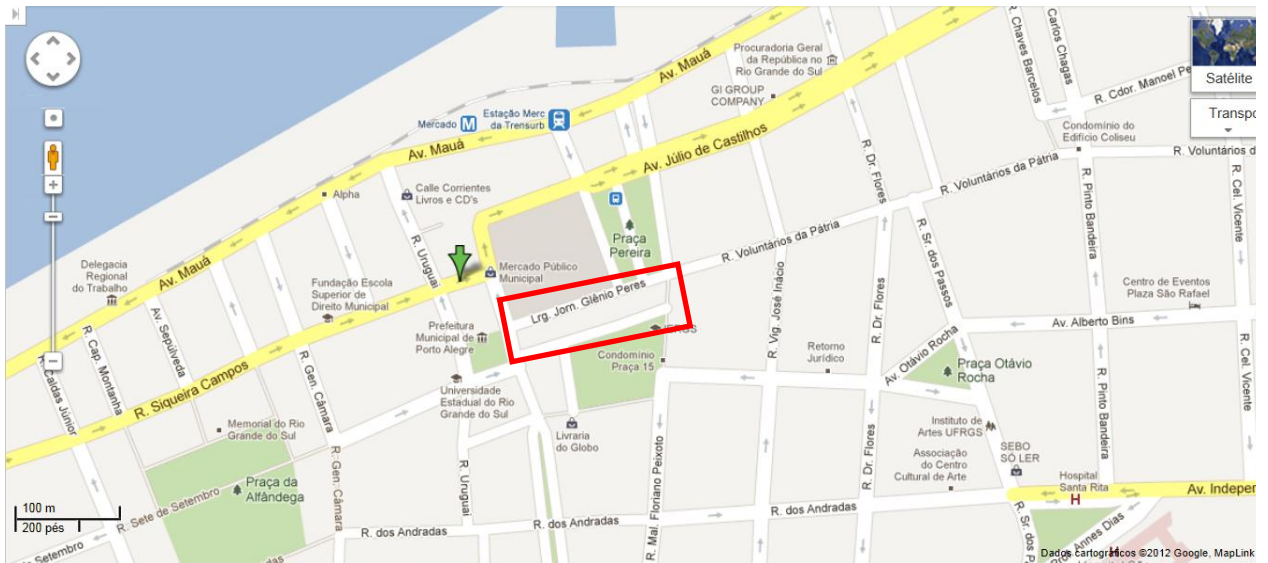 Av. Mauá
Procuradoria Geral
da República no
Rio Grande do Sul
GI GROUP
COMPANY
R. Chaves Barcelos
Carlos Chagas
R. Cdor. Manoel Pe
Satélite
Transpo
Estação Merc
da Trensurb
Mercado
M
Av. Mauá
Av. Júlio de Castilhos
Condomínio do
Edifício Coliseu
R. Voluntários da Pátria
R. Voluntários d
Alpha
Calle Corrientes
Livros e CD's
R. Dr. Flores
R. Pinto Bandeira
R. Cel. Vicente
R. Uruguai
Praça
Pereira
R. Voluntários da Pátria
R. Sr. dos Passos
Delegacia
Regional
do Trabalho
Av. Mauá
Fundação Escola
Superior de
Direito Municipal
Mercado Público
Municipal
Lrg. Jorn. Glênio Peres
Centro de Eventos
Plaza São Rafael
Av. Sepúlveda
R. Cap. Montanha
R. Caldas Júnior
Prefeitura
Municipal de
Porto Alegre
UFRGS
R. Vig. José Inácio
R. Dr. Flores
Av. Alberto Bins
Condomínio
Praça 15
Retorno
Jurídico
Av. Otávio Rocha
Praça Otávio
Rocha
R. Cel. Vicente
R. Siqueira Campos
R. Gen. Câmara
Universidade
Estadual do Rio
Grande do Sul
R. Pinto Bandeira
Memorial do Rio
Grande do Sul
Livraria
do Globo
Instituto de
Artes UFRGS
SEBO
SÓ LER
Associação
do Centro
Cultural de Arte
R. Dr. Flores
R. Mal. Floriano Peixoto
R. Uruguai
R. Gen. Câmara
Praça da
Alfândega
Hospital
Santa Rita
H
Av. Indeper
100 m
200 pés
R. Sete de Setembro
R. dos Andradas
R. dos Andradas
R. dos Andradas
R. Sr. dos P
Annes Dias
Setembro
H
Dados cartográficos ©2012 Google, MapLink